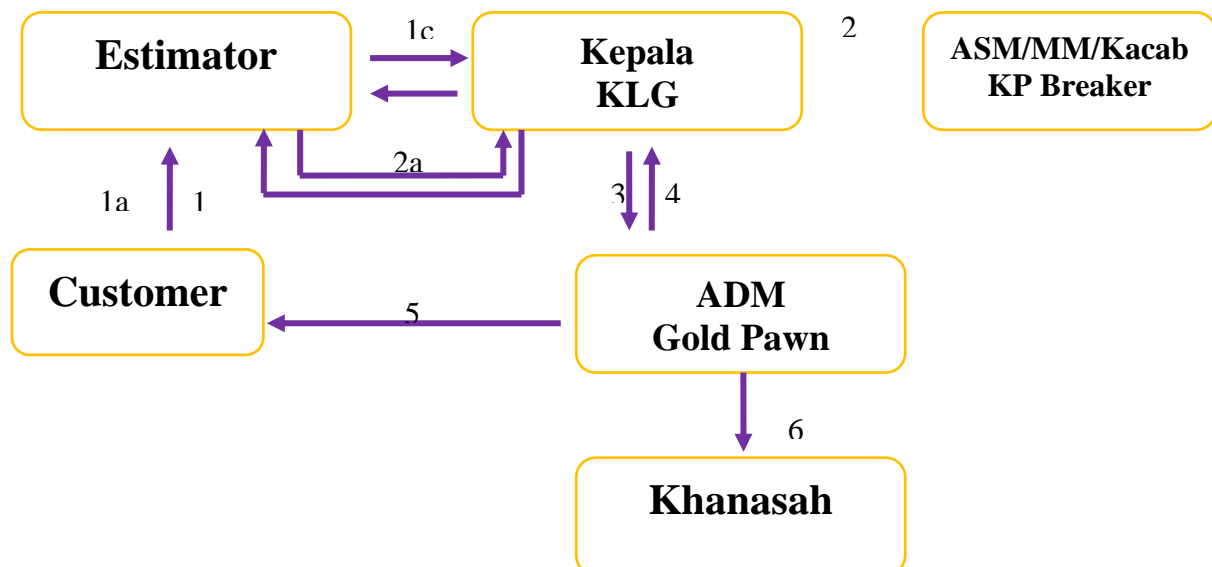 1c
2
Estimator
Kepala
KLG
ASM/MM/Kacab
KP Breaker
2a
1a
1
3
4
Customer
ADM
Gold Pawn
5
6
Khanasah